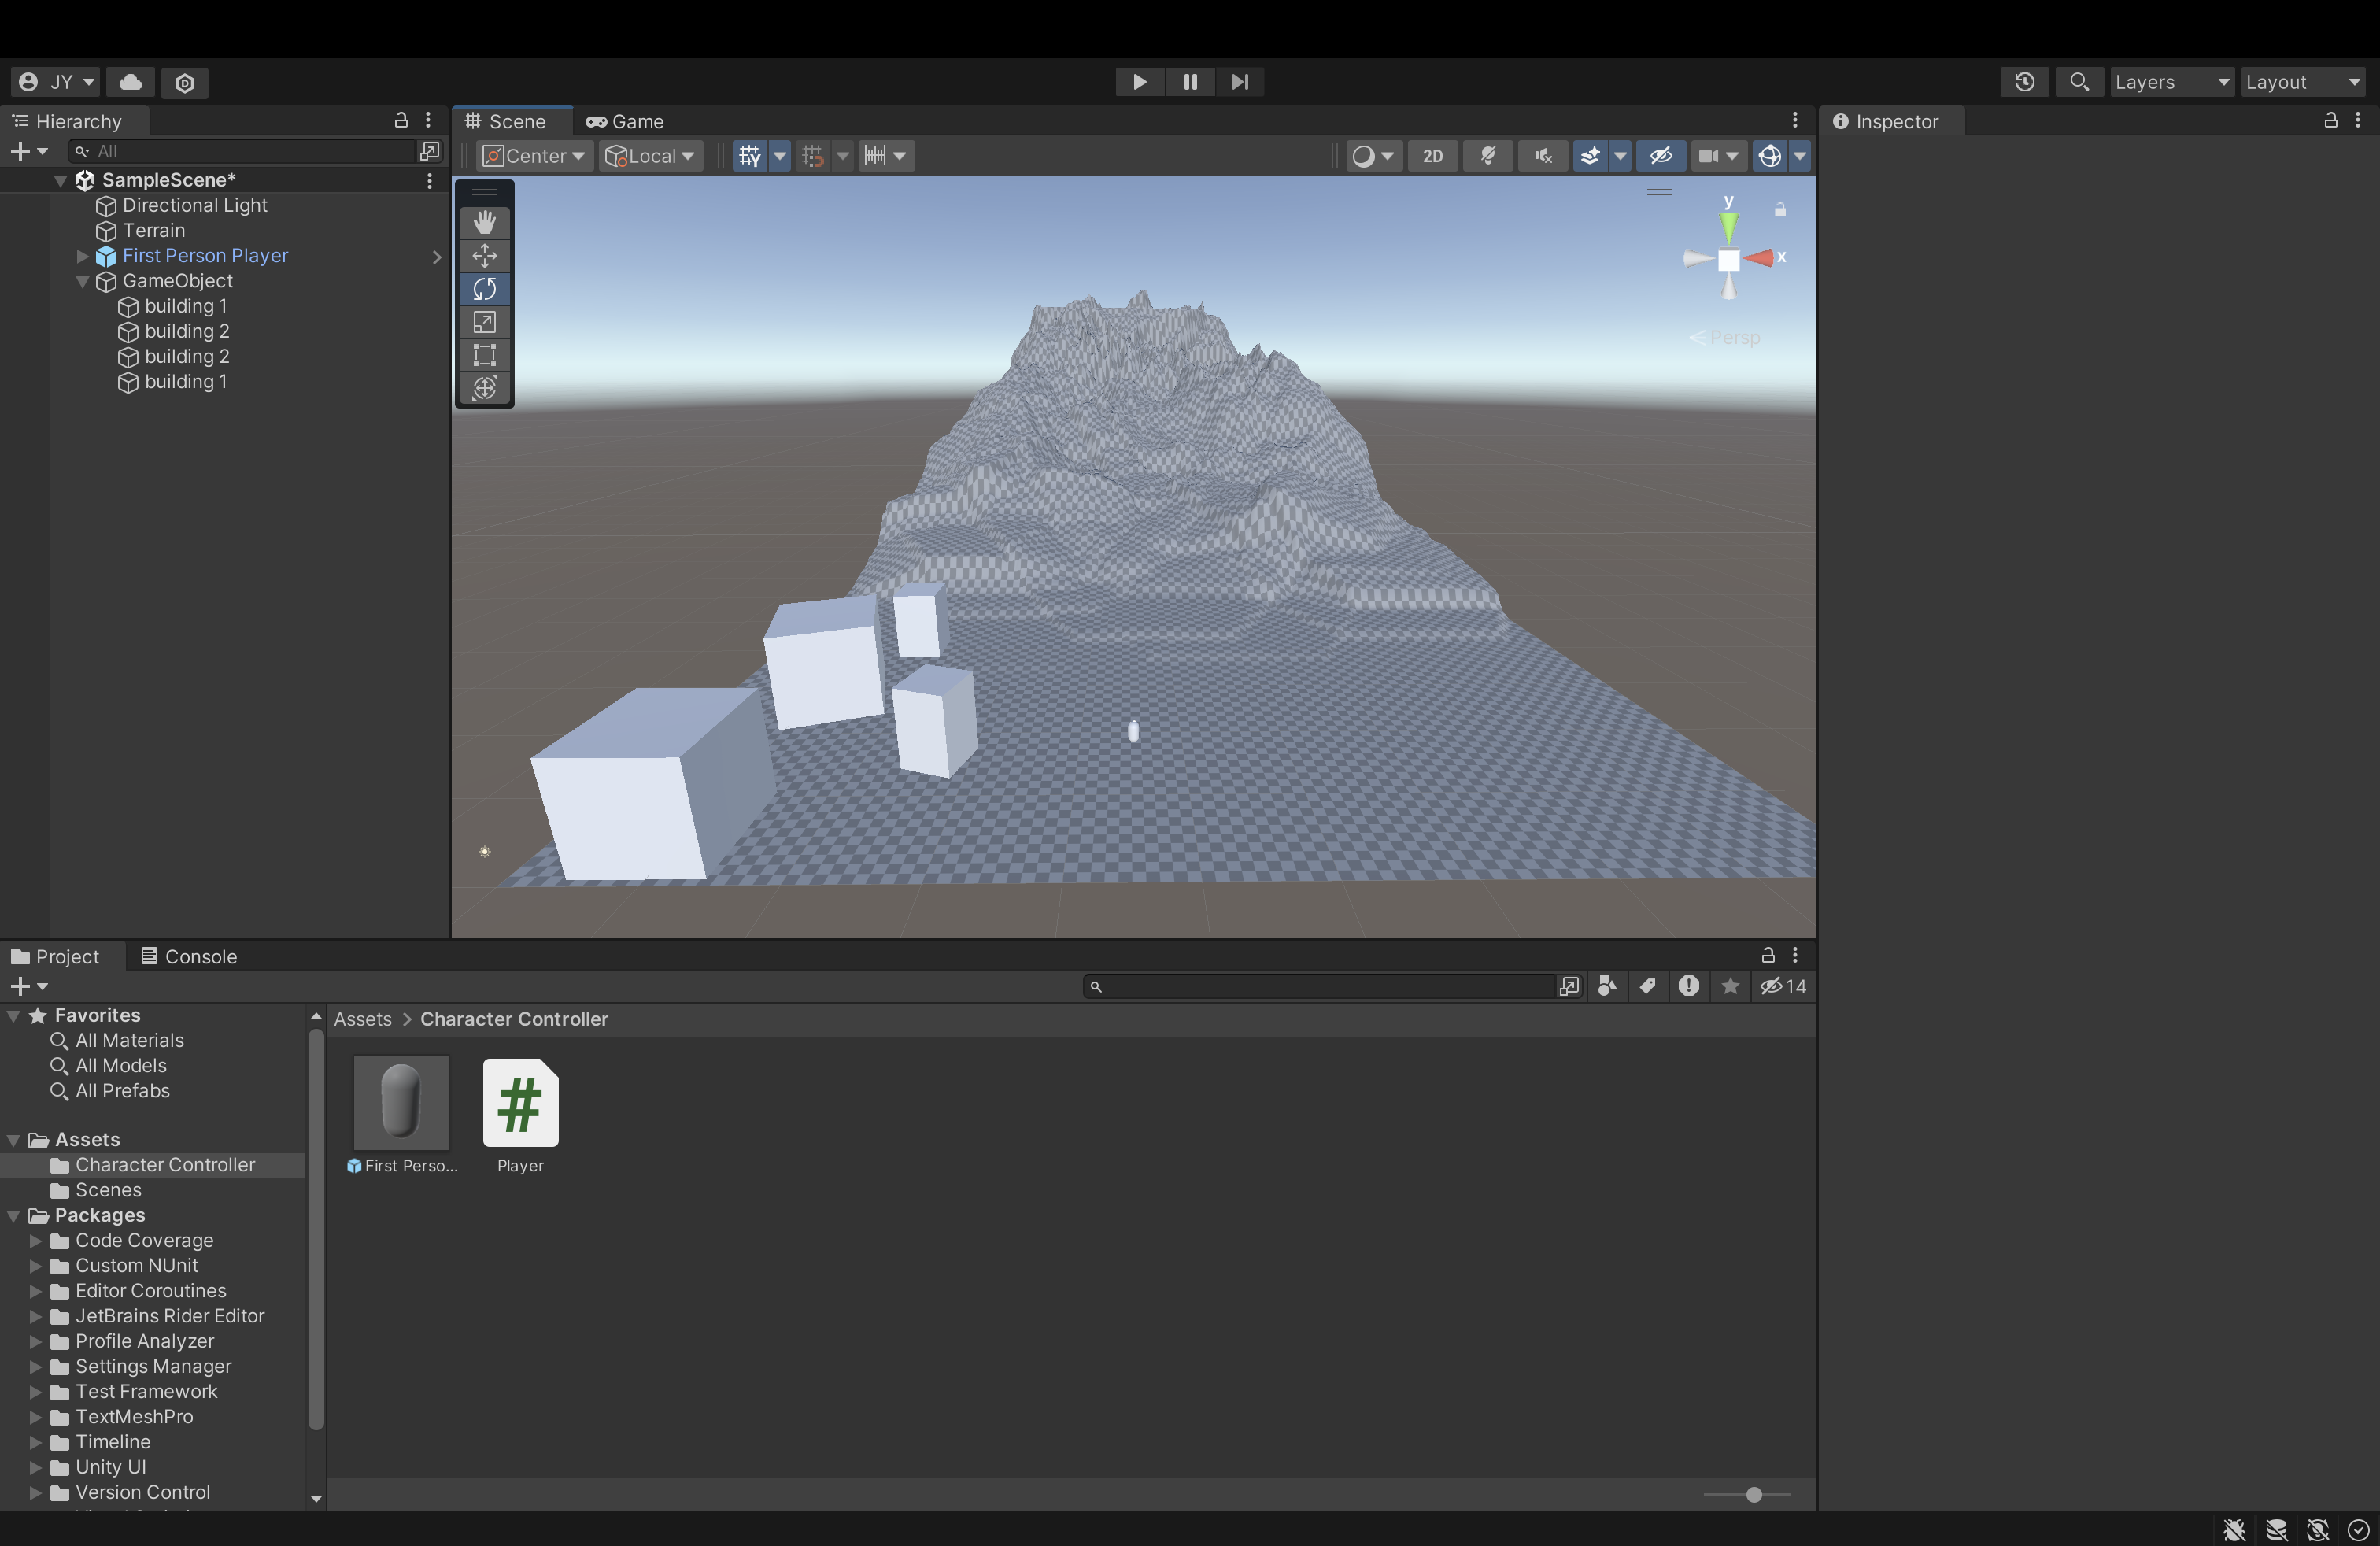 JY
Layers
Layout
Hierarchy
All
SampleScene*
Directional Light
Terrain
First Person Player
GameObject
building 1
building 2
building 2
building 1
Scene
Game
Center
Local
2D
y
x
Persp
Inspector
Project
Console
14
Favorites
All Materials
All Models
All Prefabs
Assets
Character Controller
Scenes
Packages
Code Coverage
Custom NUnit
Editor Coroutines
JetBrains Rider Editor
Profile Analyzer
Settings Manager
Test Framework
TextMeshPro
Timeline
Unity UI
Version Control
Assets > Character Controller
First Perso...
#
Player